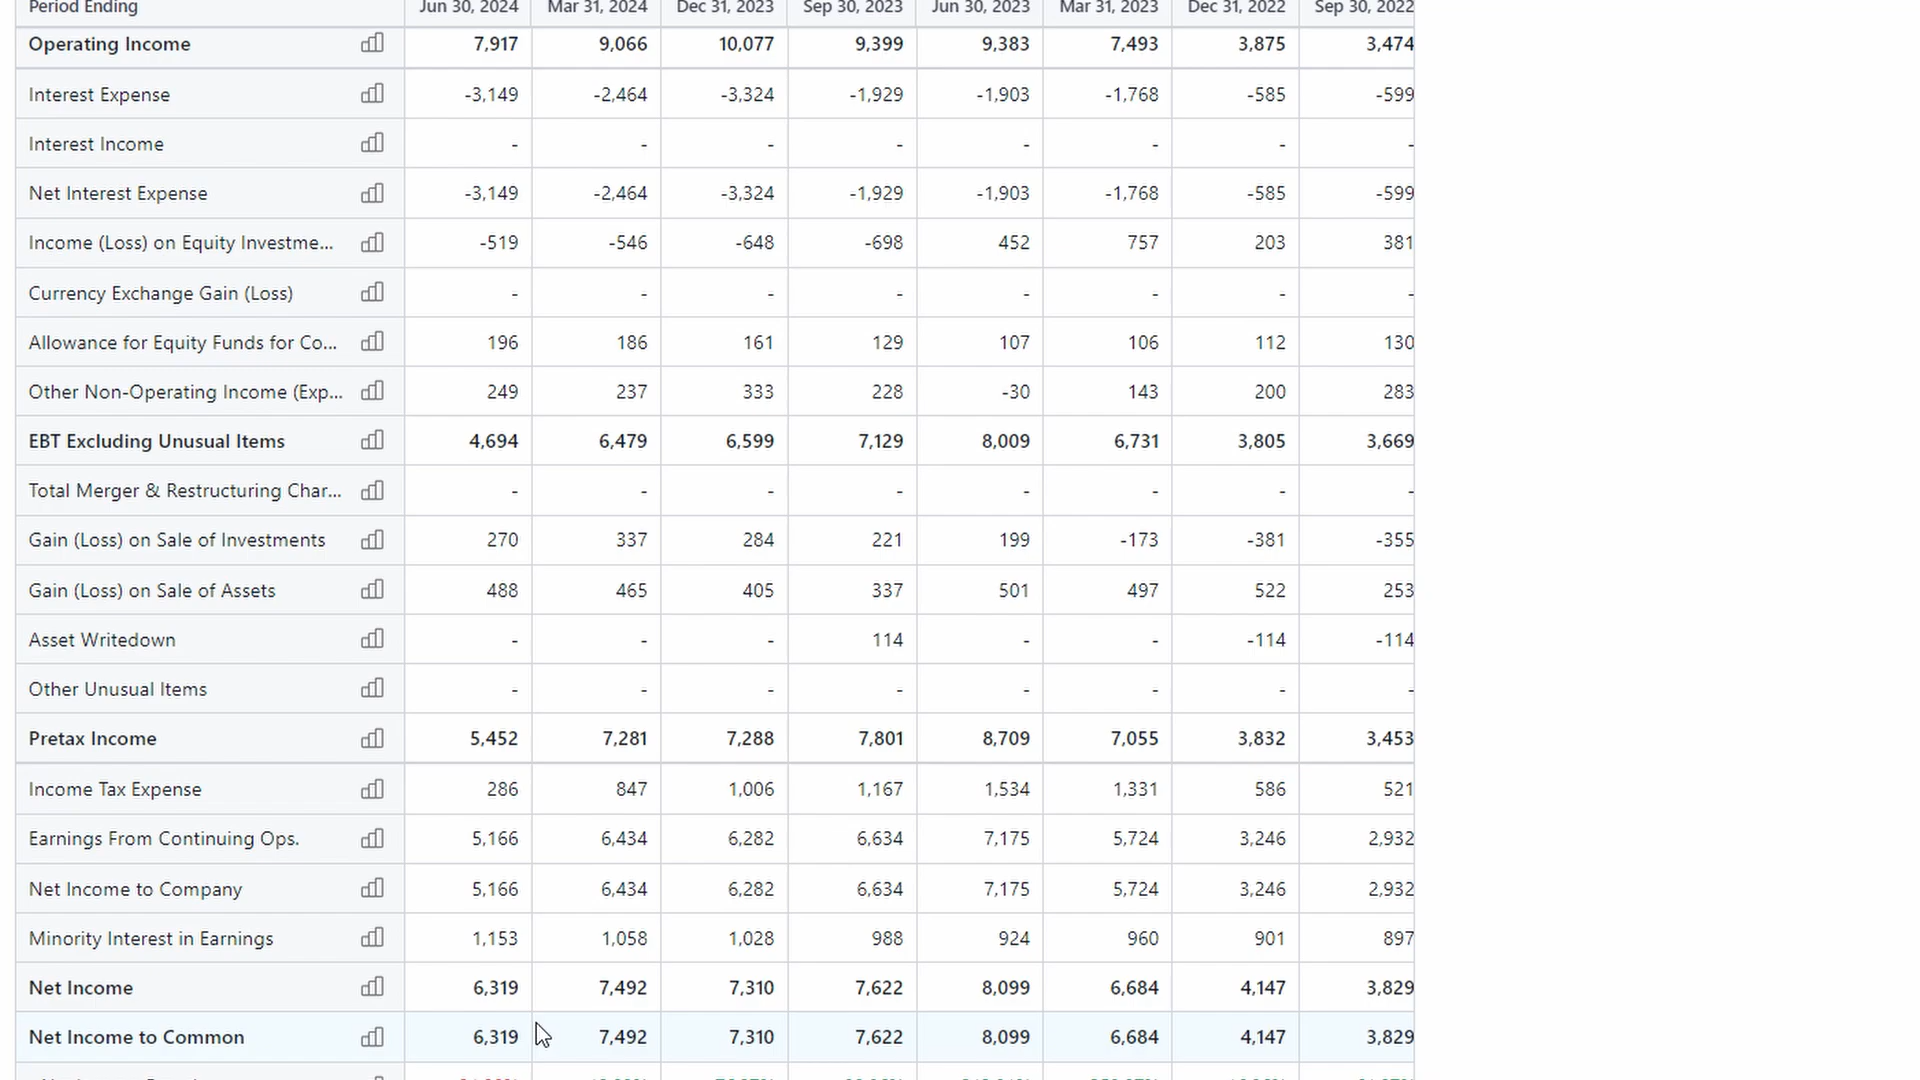 Period Ending Jun 30, 2024 Mar 31, 2024 Dec 31, 2023 Sep 30, 2023 Jun 30, 2023 Mar 31, 2023 Dec 31, 2022 Sep 30, 2022
Operating Income 7,917 9,066 10,077 9,399 9,383 7,493 3,875 3,474
Interest Expense -3,149 -2,464 -3,324 -1,929 -1,903 -1,768 -585 -599
Interest Income - - - - - - - -
Net Interest Expense -3,149 -2,464 -3,324 -1,929 -1,903 -1,768 -585 -599
Income (Loss) on Equity Investme... -519 -546 -648 -698 452 757 203 381
Currency Exchange Gain (Loss) - - - - - - - -
Allowance for Equity Funds for Co... 196 186 161 129 107 106 112 130
Other Non-Operating Income (Exp... 249 237 333 228 -30 143 200 283
EBT Excluding Unusual Items 4,694 6,479 6,599 7,129 8,009 6,731 3,805 3,669
Total Merger & Restructuring Char... - - - - - - - -
Gain (Loss) on Sale of Investments 270 337 284 221 199 -173 -381 -355
Gain (Loss) on Sale of Assets 488 465 405 337 501 497 522 253
Asset Writedown - - - 114 - - -114 -114
Other Unusual Items - - - - - - - -
Pretax Income 5,452 7,281 7,288 7,801 8,709 7,055 3,832 3,453
Income Tax Expense 286 847 1,006 1,167 1,534 1,331 586 521
Earnings From Continuing Ops. 5,166 6,434 6,282 6,634 7,175 5,724 3,246 2,932
Net Income to Company 5,166 6,434 6,282 6,634 7,175 5,724 3,246 2,932
Minority Interest in Earnings 1,153 1,058 1,028 988 924 960 901 897
Net Income 6,319 7,492 7,310 7,622 8,099 6,684 4,147 3,829
Net Income to Common 6,319 7,492 7,310 7,622 8,099 6,684 4,147 3,829